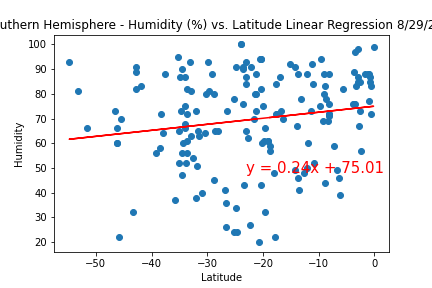 uthern Hemisphere - Humidity (%) vs. Latitude Linear Regression 8/29/2
100
90
80
70
60
50
40
30
20
Humidity
y = 0.24x + 75.01
−50 −40 −30 −20 −10 0
Latitude